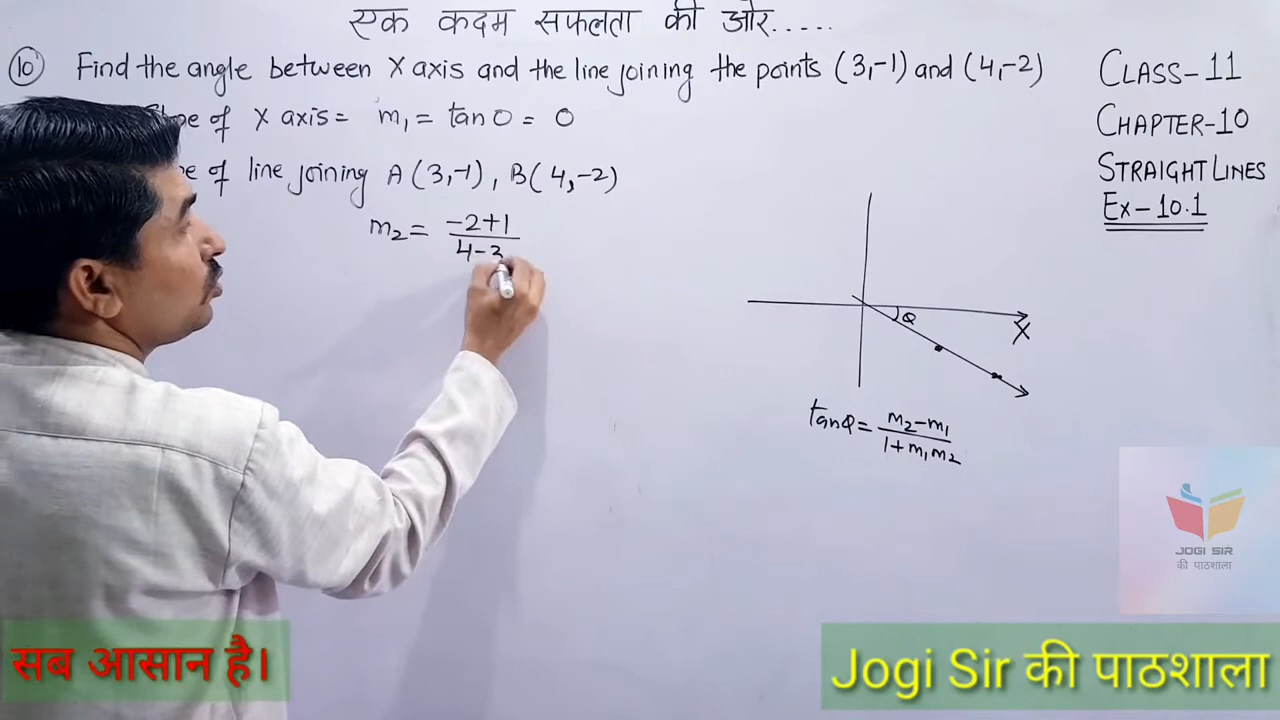 एक कदम सफलता की ओर.....
10 Find the angle between X axis and the line joining the points (3,-1) and (4,-2)
of X axis = m₁ = tan 0 = 0
of line joining A(3,-1), B(4,-2)
m₂ = -2+1
4-3
CLASS-11
CHAPTER-10
STRAIGHT LINES
Ex-10.1
θ
X
tanθ = m₂-m₁
1+m₁m₂
JOGI SIR
की पाठशाला
सब आसान है।
Jogi Sir की पाठशाला